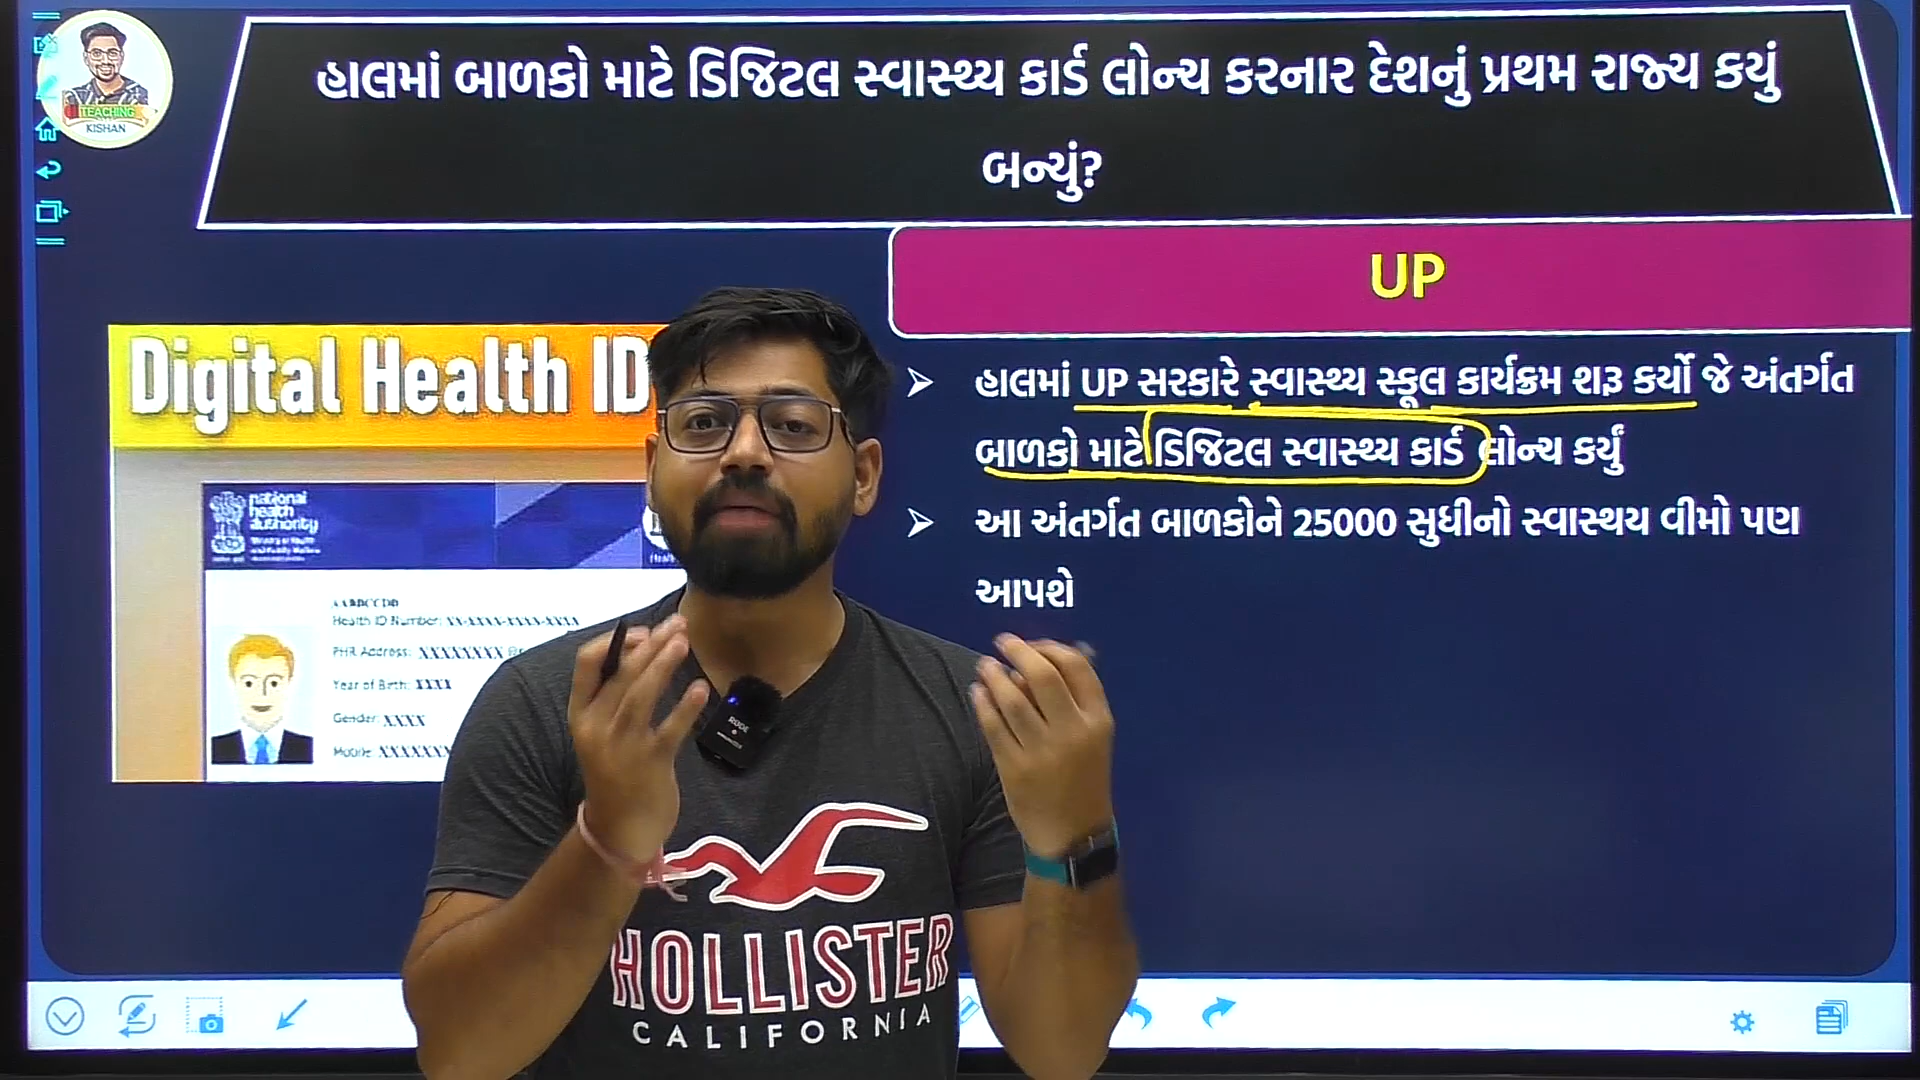 TEACHING
KISHAN
હાલમાં બાળકો માટે ડિજિટલ સ્વાસ્થ્ય કાર્ડ લોન્ચ કરનાર દેશનું પ્રથમ રાજ્ય કયું
બન્યું?
UP
હાલમાં UP સરકારે સ્વાસ્થ્ય સ્કૂલ કાર્યક્રમ શરૂ કર્યો જે અંતર્ગત
બાળકો માટે ડિજિટલ સ્વાસ્થ્ય કાર્ડ લોન્ચ કર્યું
આ અંતર્ગત બાળકોને 25000 સુધીનો સ્વાસ્થય વીમો પણ
આપશે
Digital Health ID
national
health
authority
Health ID Number: XX-XXXX-XXXX-XXXX
PHR Address: XXXXXXXX
Year of Birth: XXXX
Gender: XXXX
Mobile: XXXXXXX
RODE
HOLLISTER
CALIFORNIA